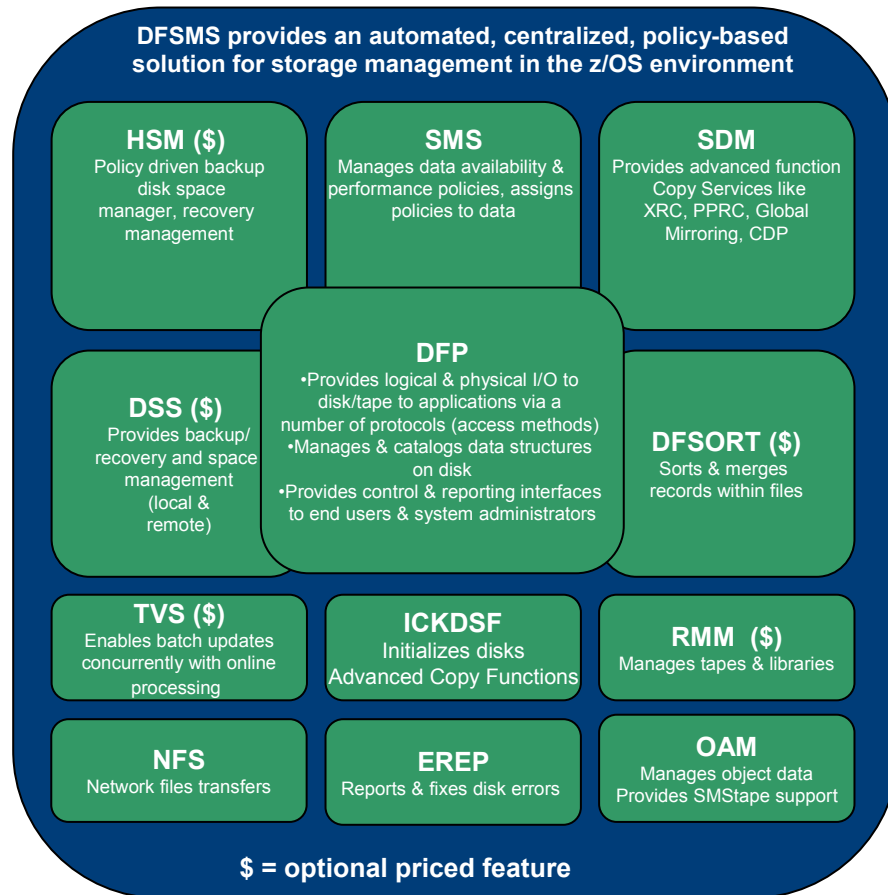 DFSMS provides an automated, centralized, policy-based
solution for storage management in the z/OS environment
HSM ($)
Policy driven backup
disk space
manager, recovery
management
SMS
Manages data availability &
performance policies, assigns
policies to data
SDM
Provides advanced function
Copy Services like
XRC, PPRC, Global
Mirroring, CDP
DFP
•Provides logical & physical I/O to
disk/tape to applications via a
number of protocols (access methods)
•Manages & catalogs data structures
on disk
•Provides control & reporting interfaces
to end users & system administrators
DSS ($)
Provides backup/
recovery and space
management
(local &
remote)
DFSORT ($)
Sorts & merges
records within files
TVS ($)
Enables batch updates
concurrently with online
processing
ICKDSF
Initializes disks
Advanced Copy Functions
RMM ($)
Manages tapes & libraries
NFS
Network files transfers
EREP
Reports & fixes disk errors
OAM
Manages object data
Provides SMStape support
$ = optional priced feature